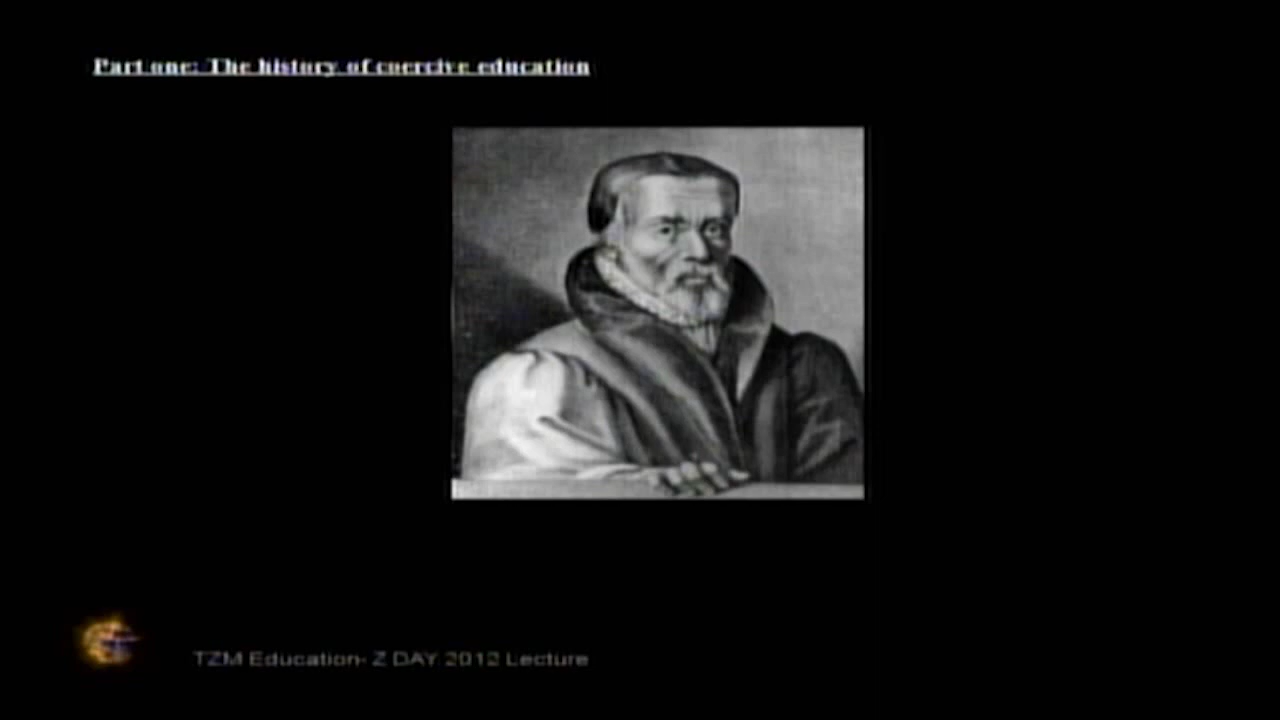 Part one: The history of coercive education
TZM Education- Z DAY 2012 Lecture